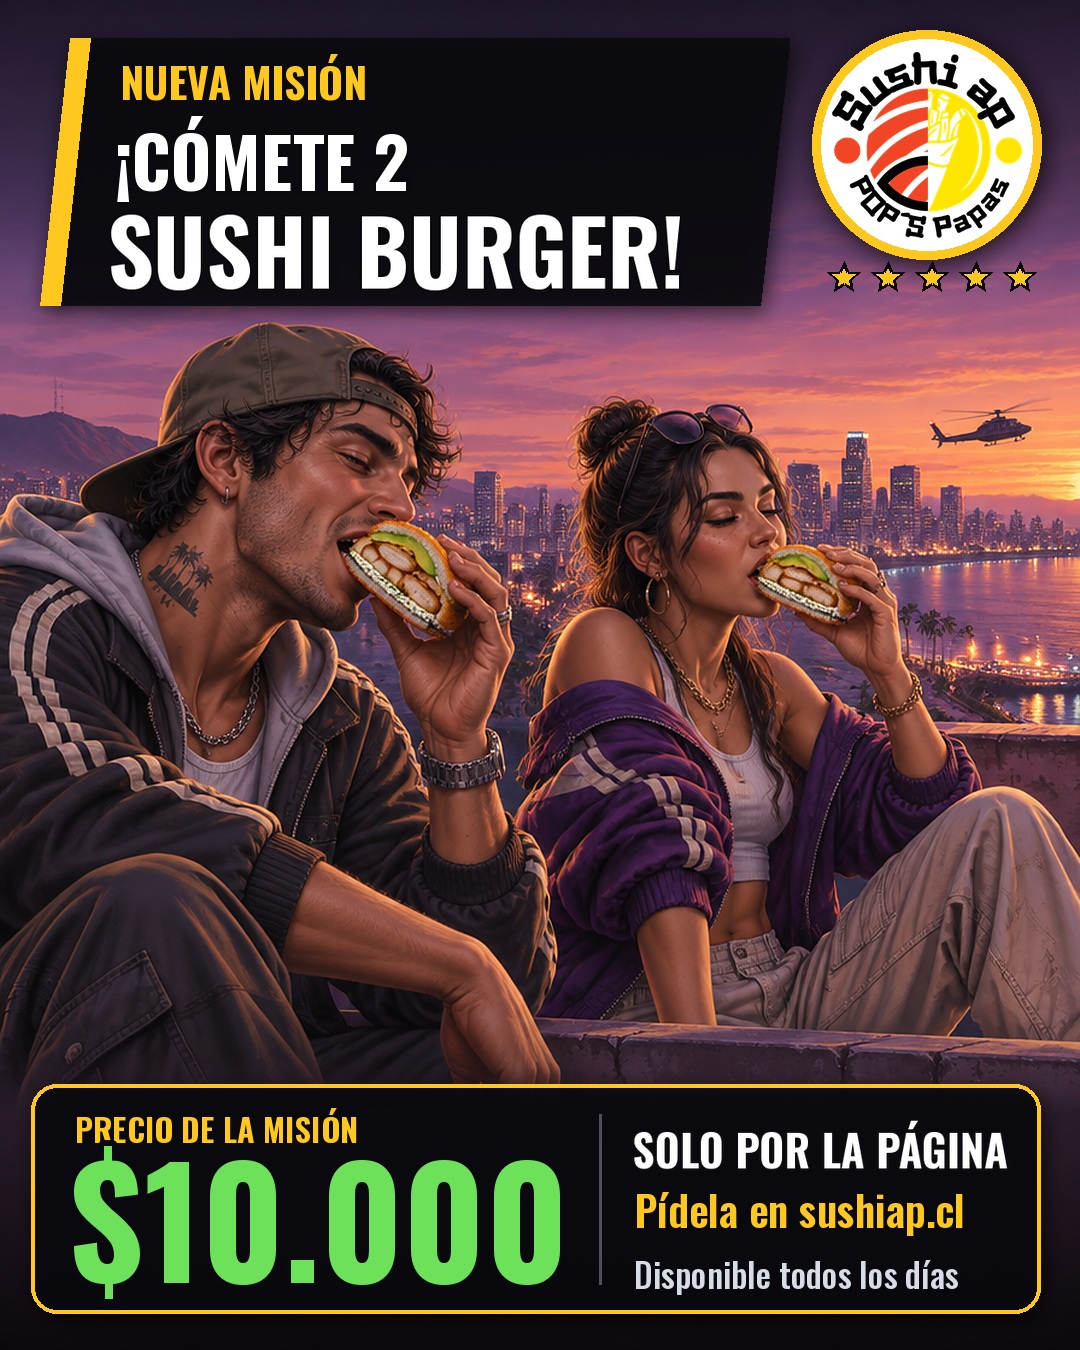 NUEVA MISIÓN
¡CÓMETE 2
SUSHI BURGER!
Sushi ap
POP'S Papas
PRECIO DE LA MISIÓN
$10.000
SOLO POR LA PÁGINA
Pídela en sushiap.cl
Disponible todos los días